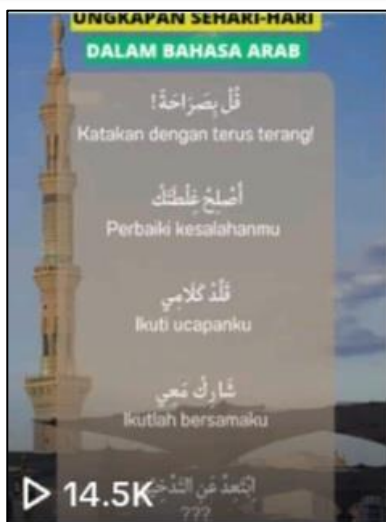 UNGKAPAN SEHARI-HARI
DALAM BAHASA ARAB
قُلْ بِصَرَاحَةً!
Katakan dengan terus terang!
أَصْلِحْ غِلْطَتَكَ
Perbaiki kesalahanmu
قَلِّدْ كَلَامِي
Ikuti ucapanku
شَارِكْ مَعِي
Ikutlah bersamaku
اِبْتَعِدْ عَنِ
14.5K
???